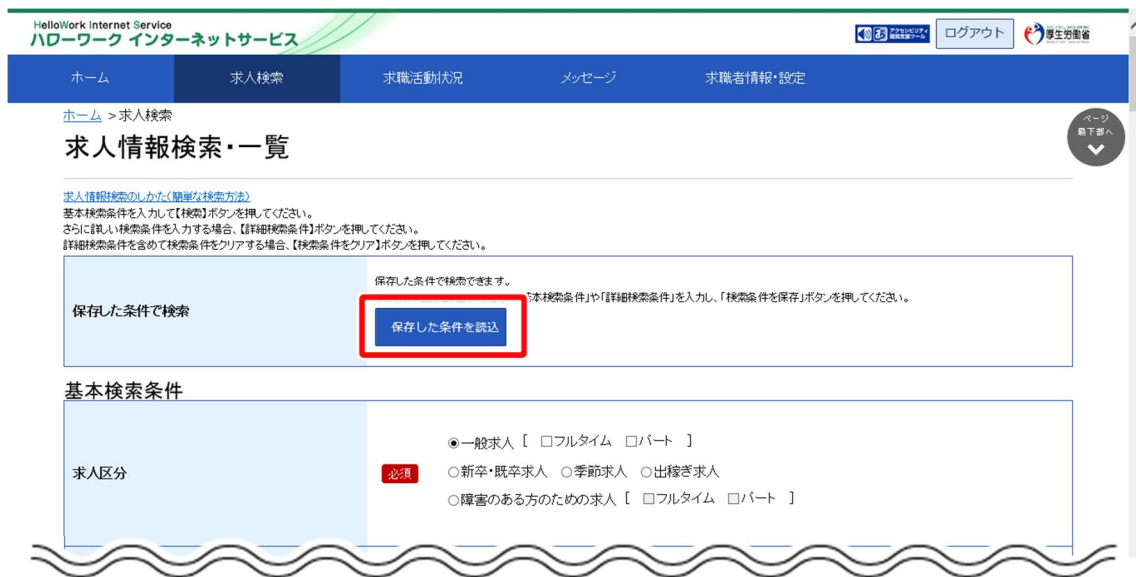 HelloWork Internet Service
ハローワーク インターネットサービス
ログアウト
厚生労働省
ホーム 求人検索 求職活動状況 メッセージ 求職者情報・設定
ホーム >求人検索
ページ
最下部へ
求人情報検索・一覧
求人情報検索のしかた(簡単な検索方法)
基本検索条件を入力して【検索】ボタンを押してください。
さらに詳しい検索条件を入力する場合、【詳細検索条件】ボタンを押してください。
詳細検索条件を含めて検索条件をクリアする場合、【検索条件をクリア】ボタンを押してください。
保存した条件で検索
保存した条件で検索できます。
本検索条件」や「詳細検索条件」を入力し、「検索条件を保存」ボタンを押してください。
保存した条件を読込
基本検索条件
求人区分
必須
一般求人 [ フルタイム パート ]
新卒・既卒求人 季節求人 出稼ぎ求人
障害のある方のための求人 [ フルタイム パート ]